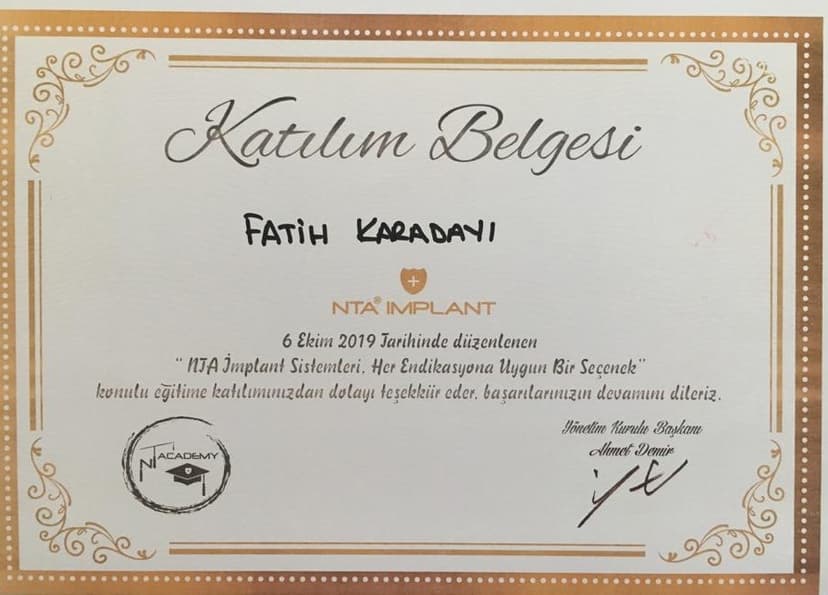 Katılım Belgesi
FATİH KARADAYI
NTA® IMPLANT
6 Ekim 2019 Tarihinde düzenlenen
“ NTA İmplant Sistemleri, Her Endikasyona Uygun Bir Seçenek”
konulu eğitime katılımınızdan dolayı teşekkür eder, başarılarınızın devamını dileriz.
Yönetim Kurulu Başkanı
Ahmet Demir
NTACADEMY